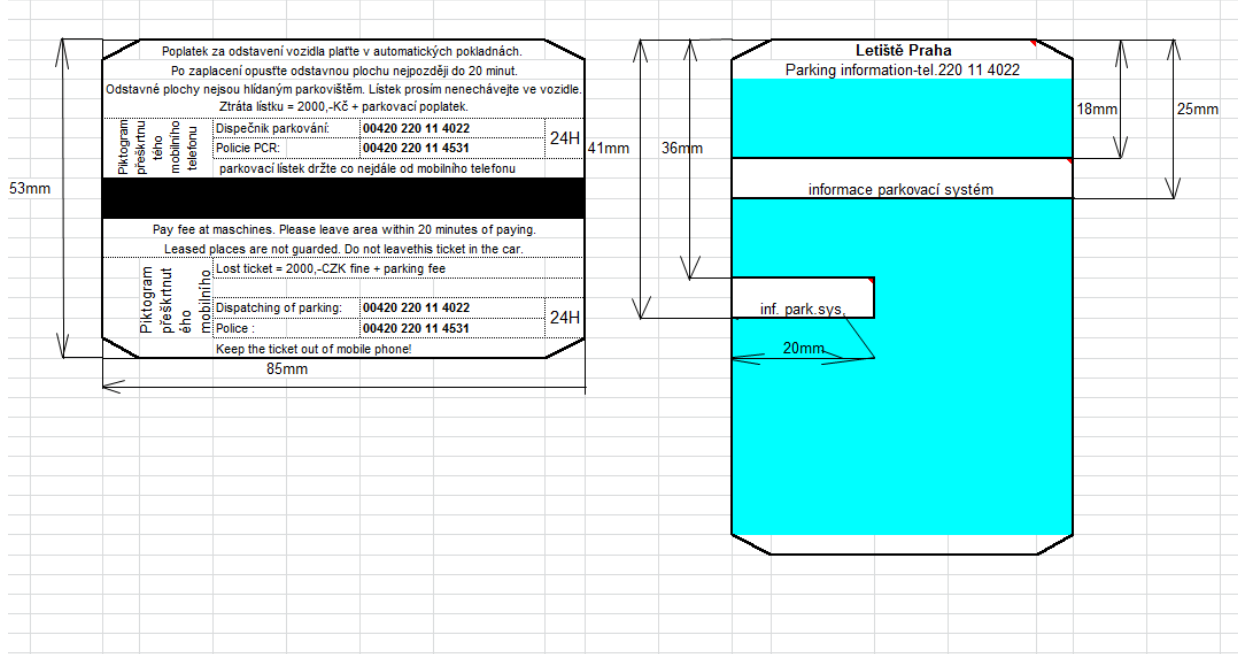 Poplatek za odstavení vozidla plaťte v automatických pokladnách.
Po zaplacení opusťte odstavnou plochu nejpozději do 20 minut.
Odstavné plochy nejsou hlídaným parkovištěm. Lístek prosím nenechávejte ve vozidle.
Ztráta lístku = 2000,-Kč + parkovací poplatek.
Piktogram
přeškrtnu
tého
mobilního
telefonu
Dispečnik parkování: 00420 220 11 4022
Policie PCR: 00420 220 11 4531
24H
parkovací lístek držte co nejdále od mobilního telefonu
Pay fee at maschines. Please leave area within 20 minutes of paying.
Leased places are not guarded. Do not leavethis ticket in the car.
Piktogram
přeškrtnut
ého
mobilního
Lost ticket = 2000,-CZK fine + parking fee
Dispatching of parking: 00420 220 11 4022
Police : 00420 220 11 4531
24H
Keep the ticket out of mobile phone!
53mm
85mm
Letiště Praha
Parking information-tel.220 11 4022
informace parkovací systém
inf. park.sys,
20mm
41mm
36mm
18mm
25mm